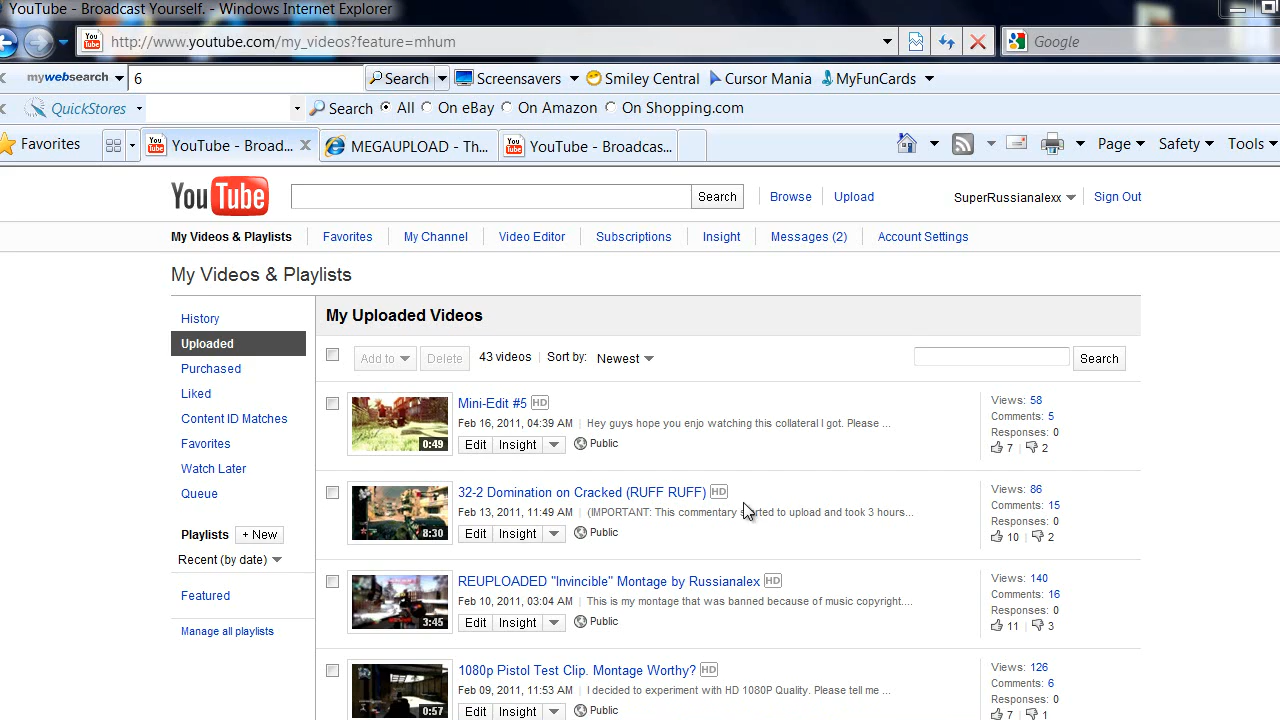 YouTube - Broadcast Yourself. - Windows Internet Explorer
You Tube http://www.youtube.com/my_videos?feature=mhum Google
mywebsearch 6 Search Screensavers Smiley Central Cursor Mania MyFunCards
QuickStores Search All On eBay On Amazon On Shopping.com
Favorites YouTube - Broad... x MEGAUPLOAD - Th... YouTube - Broadcas... Page Safety Tools
You Tube Search Browse Upload SuperRussianalexx Sign Out
My Videos & Playlists Favorites My Channel Video Editor Subscriptions Insight Messages (2) Account Settings
My Videos & Playlists
History
Uploaded
Purchased
Liked
Content ID Matches
Favorites
Watch Later
Queue
Playlists + New
Recent (by date)
Featured
Manage all playlists
My Uploaded Videos
Add to Delete 43 videos Sort by: Newest Search
Mini-Edit #5 HD
Feb 16, 2011, 04:39 AM Hey guys hope you enjo watching this collateral I got. Please ...
0:49 Edit Insight Public
Views: 58
Comments: 5
Responses: 0
7 2
32-2 Domination on Cracked (RUFF RUFF) HD
Feb 13, 2011, 11:49 AM (IMPORTANT: This commentary to upload and took 3 hours...
8:30 Edit Insight Public
Views: 86
Comments: 15
Responses: 0
10 2
REUPLOADED "Invincible" Montage by Russianalex HD
Feb 10, 2011, 03:04 AM This is my montage that was banned because of music copyright....
3:45 Edit Insight Public
Views: 140
Comments: 16
Responses: 0
11 3
1080p Pistol Test Clip. Montage Worthy? HD
Feb 09, 2011, 11:53 AM I decided to experiment with HD 1080P Quality. Please tell me ...
0:57 Edit Insight Public
Views: 126
Comments: 6
Responses: 0
7 1